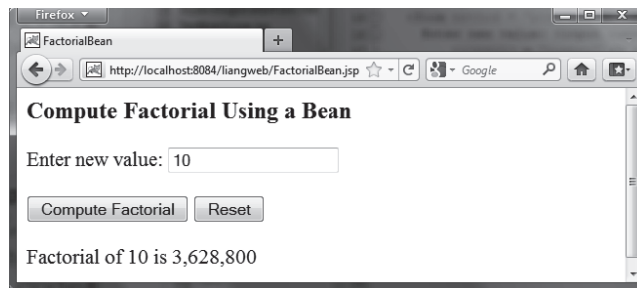 Firefox
FactorialBean
http://localhost:8084/liangweb/FactorialBean.jsp
Google
Compute Factorial Using a Bean
Enter new value: 10
Compute Factorial Reset
Factorial of 10 is 3,628,800